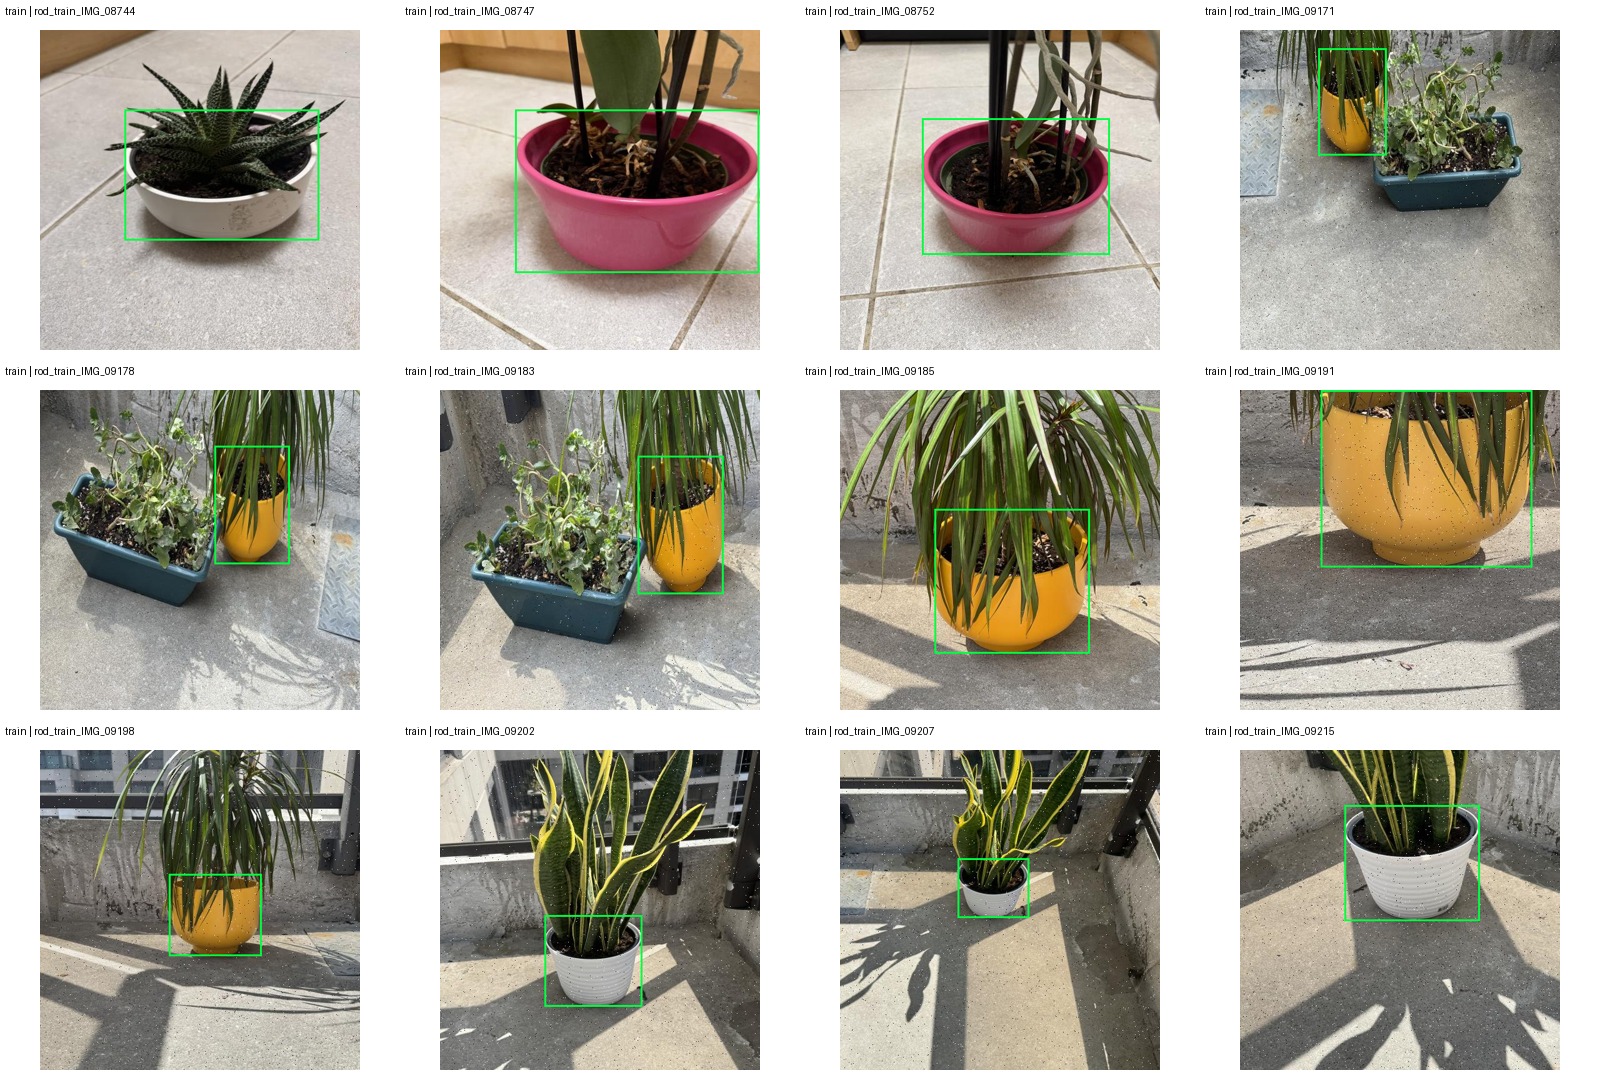 train | rod_train_IMG_08744
train | rod_train_IMG_08747
train | rod_train_IMG_08752
train | rod_train_IMG_09171
train | rod_train_IMG_09178
train | rod_train_IMG_09183
train | rod_train_IMG_09185
train | rod_train_IMG_09191
train | rod_train_IMG_09198
train | rod_train_IMG_09202
train | rod_train_IMG_09207
train | rod_train_IMG_09215